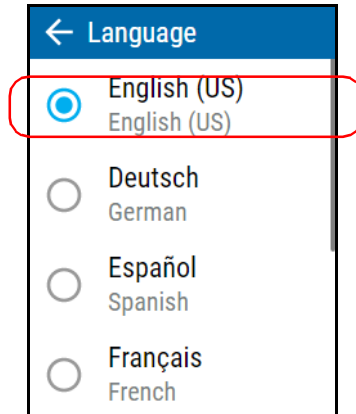 Language
English (US)
English (US)
Deutsch
German
Español
Spanish
Français
French